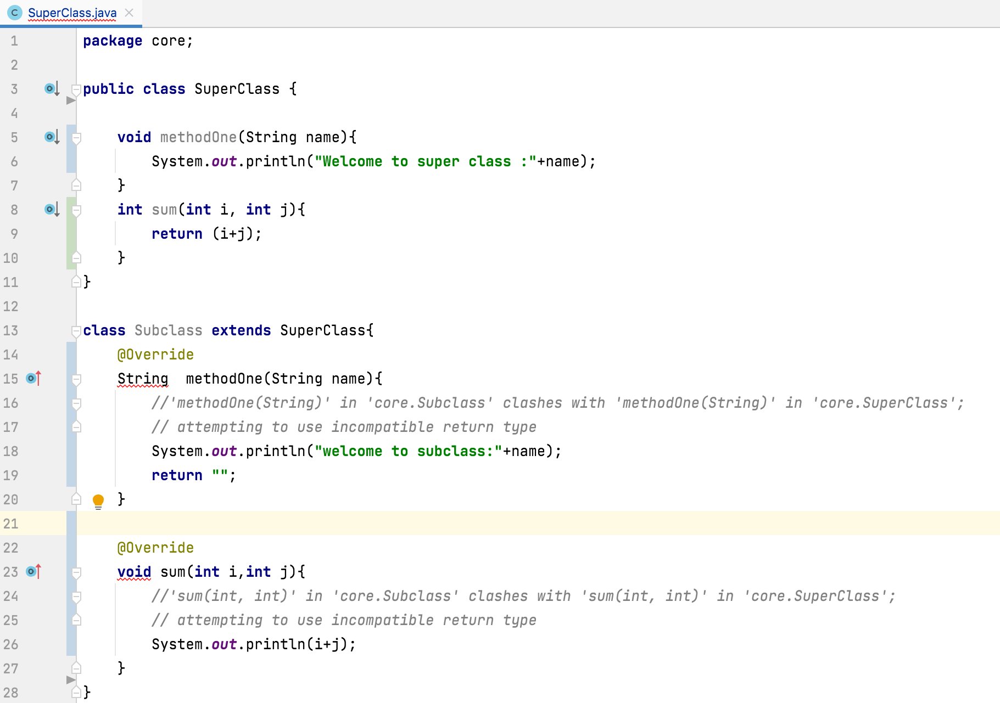 SuperClass.java
1 package core;
2
3 public class SuperClass {
4
5     void methodOne(String name){
6         System.out.println("Welcome to super class :"+name);
7     }
8     int sum(int i, int j){
9         return (i+j);
10     }
11 }
12
13 class Subclass extends SuperClass{
14     @Override
15     String  methodOne(String name){
16         //'methodOne(String)' in 'core.Subclass' clashes with 'methodOne(String)' in 'core.SuperClass';
17         // attempting to use incompatible return type
18         System.out.println("welcome to subclass:"+name);
19         return "";
20     }
21
22     @Override
23     void sum(int i,int j){
24         //'sum(int, int)' in 'core.Subclass' clashes with 'sum(int, int)' in 'core.SuperClass';
25         // attempting to use incompatible return type
26         System.out.println(i+j);
27     }
28 }